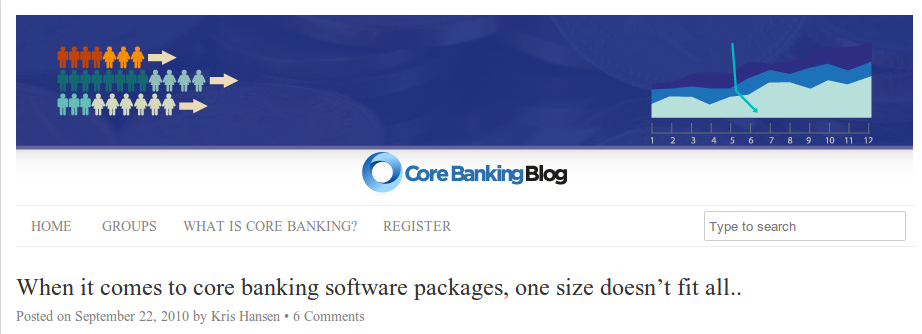 1 2 3 4 5 6 7 8 9 10 11 12
Core Banking Blog
HOME GROUPS WHAT IS CORE BANKING? REGISTER Type to search
When it comes to core banking software packages, one size doesn’t fit all..
Posted on September 22, 2010 by Kris Hansen • 6 Comments